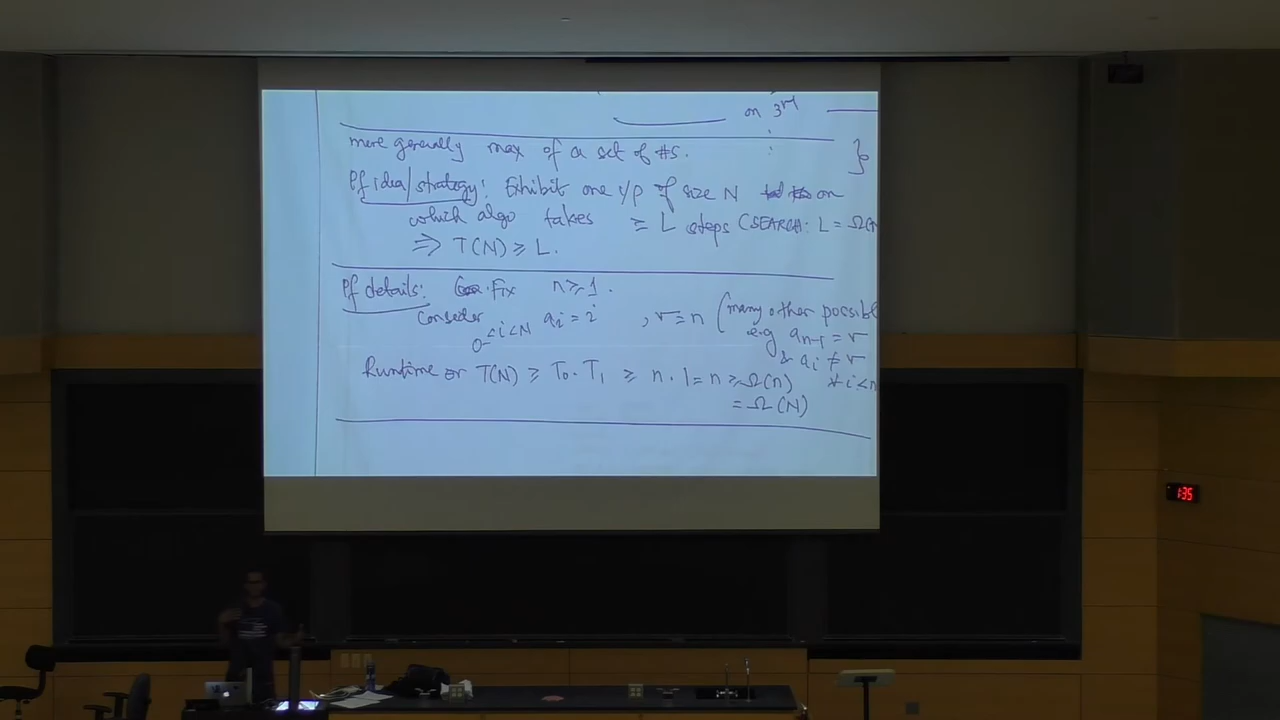 on 3rd
more generally max of a set of #s.
Pf idea/strategy: Exhibit one i/p of size N on
which algo takes ≥ L steps (SEARCH: L = Ω(n
⇒ T(N) ≥ L.
Pf details: Fix n ≥ 1.
Consider a_i = i , v = n (many other possible
0 ≤ i < N e.g a_{n-1} = v
& a_i ≠ v
Runtime T(N) ≥ T_0 · T_1 ≥ n · 1 = n ≥ Ω(n) ∀ i < n
= Ω(N)
1:35